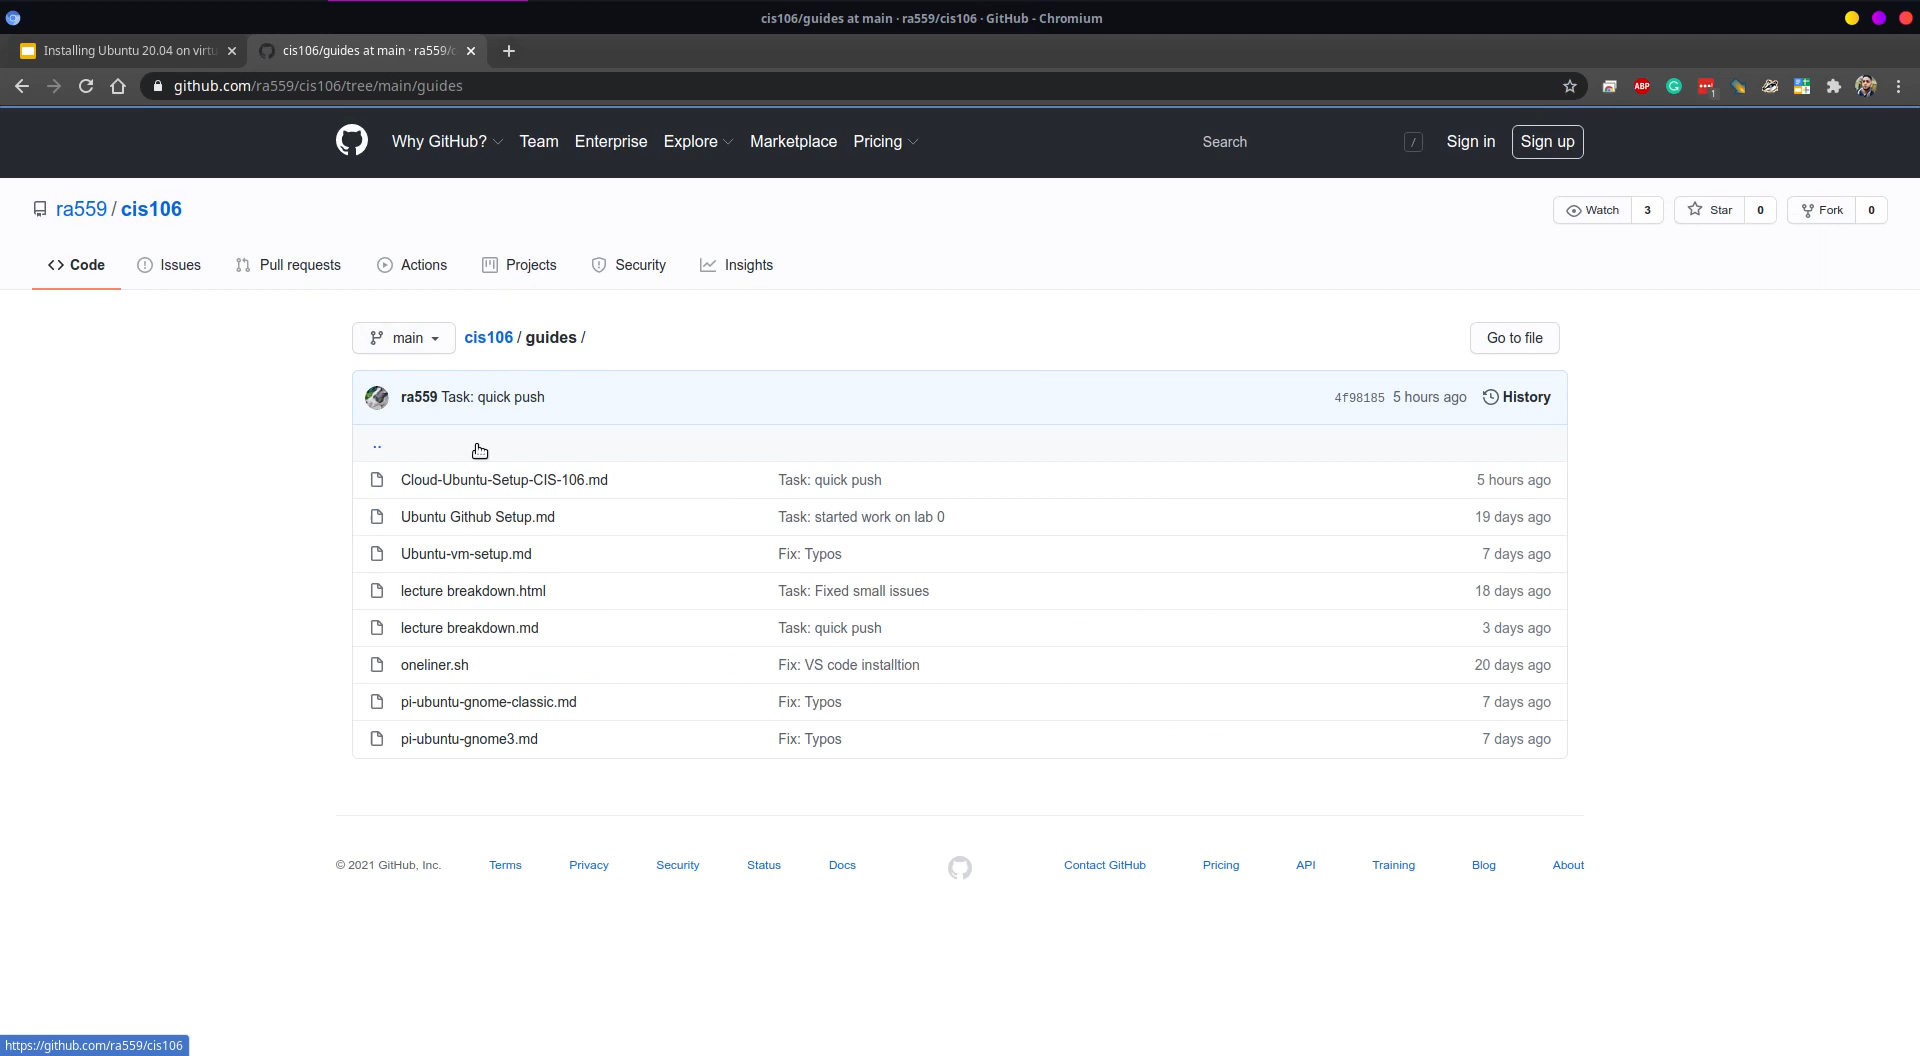 cis106/guides at main · ra559/cis106 · GitHub - Chromium
Installing Ubuntu 20.04 on virtu
cis106/guides at main · ra559/c
github.com/ra559/cis106/tree/main/guides
ABP
1
Why GitHub? Team Enterprise Explore Marketplace Pricing Search / Sign in Sign up
ra559 / cis106 Watch 3 Star 0 Fork 0
Code Issues Pull requests Actions Projects Security Insights
main cis106 / guides / Go to file
ra559 Task: quick push 4f98185 5 hours ago History
..
Cloud-Ubuntu-Setup-CIS-106.md Task: quick push 5 hours ago
Ubuntu Github Setup.md Task: started work on lab 0 19 days ago
Ubuntu-vm-setup.md Fix: Typos 7 days ago
lecture breakdown.html Task: Fixed small issues 18 days ago
lecture breakdown.md Task: quick push 3 days ago
oneliner.sh Fix: VS code installtion 20 days ago
pi-ubuntu-gnome-classic.md Fix: Typos 7 days ago
pi-ubuntu-gnome3.md Fix: Typos 7 days ago
© 2021 GitHub, Inc. Terms Privacy Security Status Docs Contact GitHub Pricing API Training Blog About
https://github.com/ra559/cis106